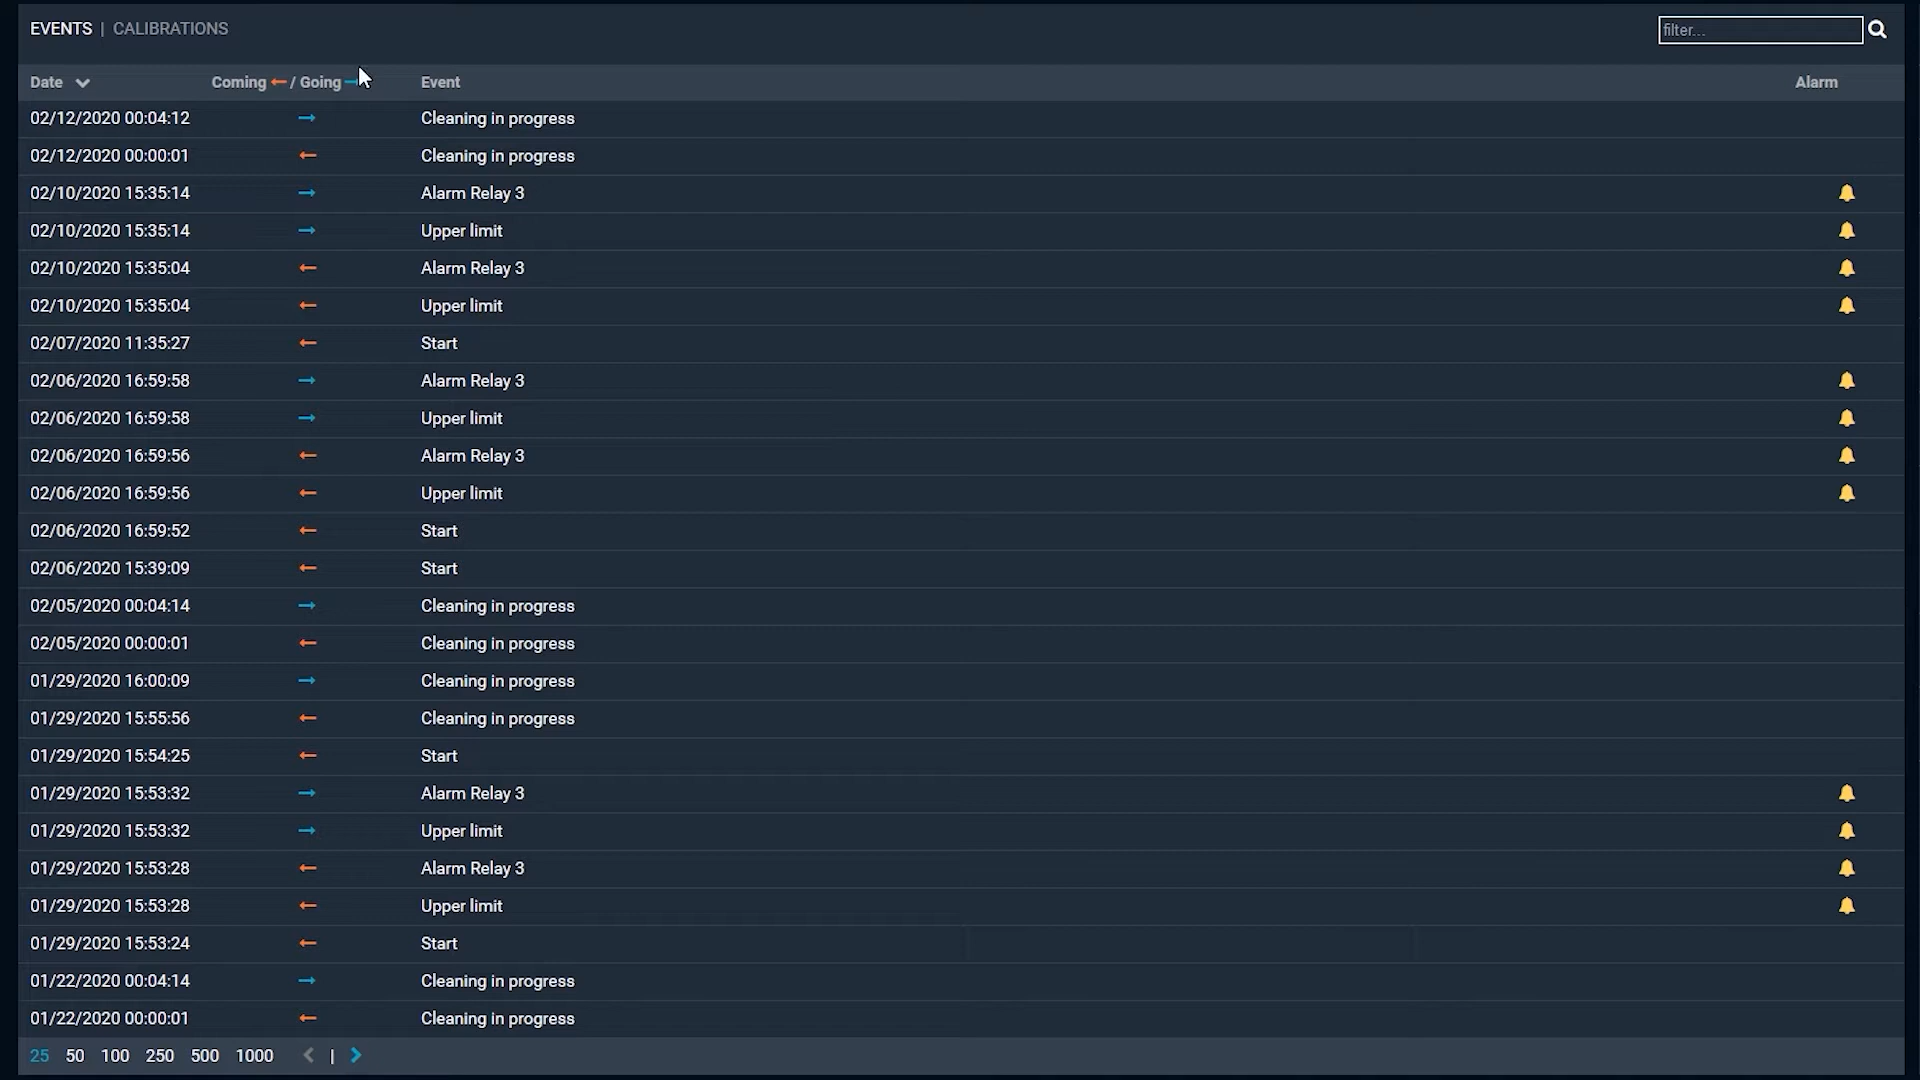 EVENTS | CALIBRATIONS filter...
Date Coming ← / Going → Event Alarm
02/12/2020 00:04:12 → Cleaning in progress
02/12/2020 00:00:01 ← Cleaning in progress
02/10/2020 15:35:14 → Alarm Relay 3
02/10/2020 15:35:14 → Upper limit
02/10/2020 15:35:04 ← Alarm Relay 3
02/10/2020 15:35:04 ← Upper limit
02/07/2020 11:35:27 ← Start
02/06/2020 16:59:58 → Alarm Relay 3
02/06/2020 16:59:58 → Upper limit
02/06/2020 16:59:56 ← Alarm Relay 3
02/06/2020 16:59:56 ← Upper limit
02/06/2020 16:59:52 ← Start
02/06/2020 15:39:09 ← Start
02/05/2020 00:04:14 → Cleaning in progress
02/05/2020 00:00:01 ← Cleaning in progress
01/29/2020 16:00:09 → Cleaning in progress
01/29/2020 15:55:56 ← Cleaning in progress
01/29/2020 15:54:25 ← Start
01/29/2020 15:53:32 → Alarm Relay 3
01/29/2020 15:53:32 → Upper limit
01/29/2020 15:53:28 ← Alarm Relay 3
01/29/2020 15:53:28 ← Upper limit
01/29/2020 15:53:24 ← Start
01/22/2020 00:04:14 → Cleaning in progress
01/22/2020 00:00:01 ← Cleaning in progress
25 50 100 250 500 1000 < | >